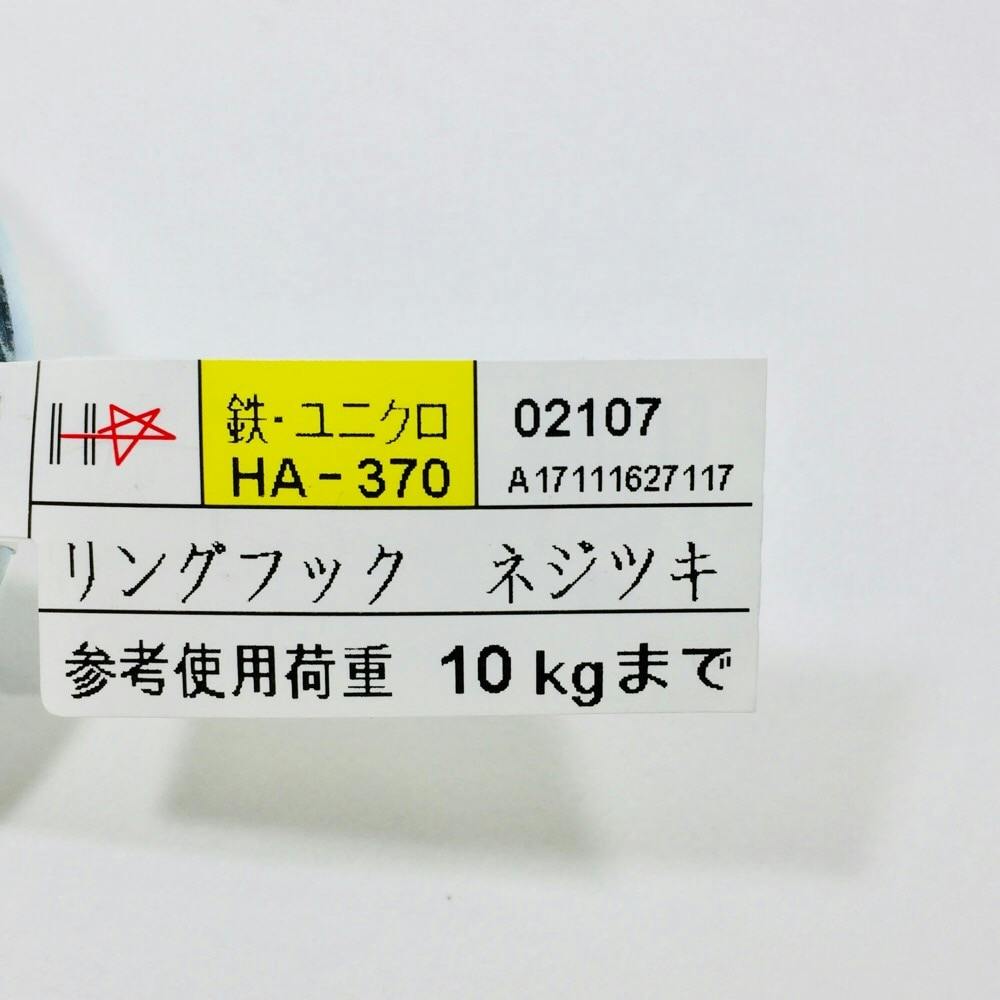 H☆
鉄・ユニクロ
HA-370
02107
A17111627117
リングフック ネジツキ
参考使用荷重 10kgまで